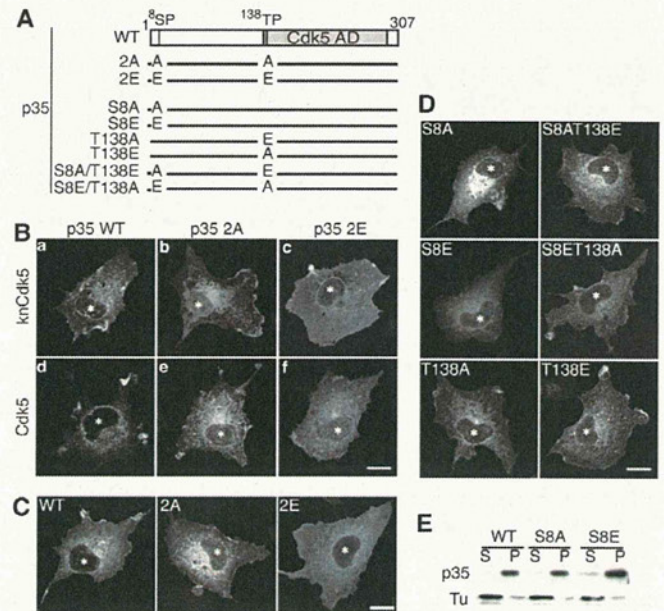 A
1 8SP 138TP 307
WT Cdk5 AD
2A A A
2E E E
p35
S8A A
S8E E
T138A E
T138E A
S8A/T138E A E
S8E/T138A E A
B
p35 WT p35 2A p35 2E
knCdk5
a b c
Cdk5
d e f
* * *
* * *
C
WT 2A 2E
* * *
D
S8A S8AT138E
* *
S8E S8ET138A
* *
T138A T138E
* *
E
WT S8A S8E
S P S P S P
p35
Tu